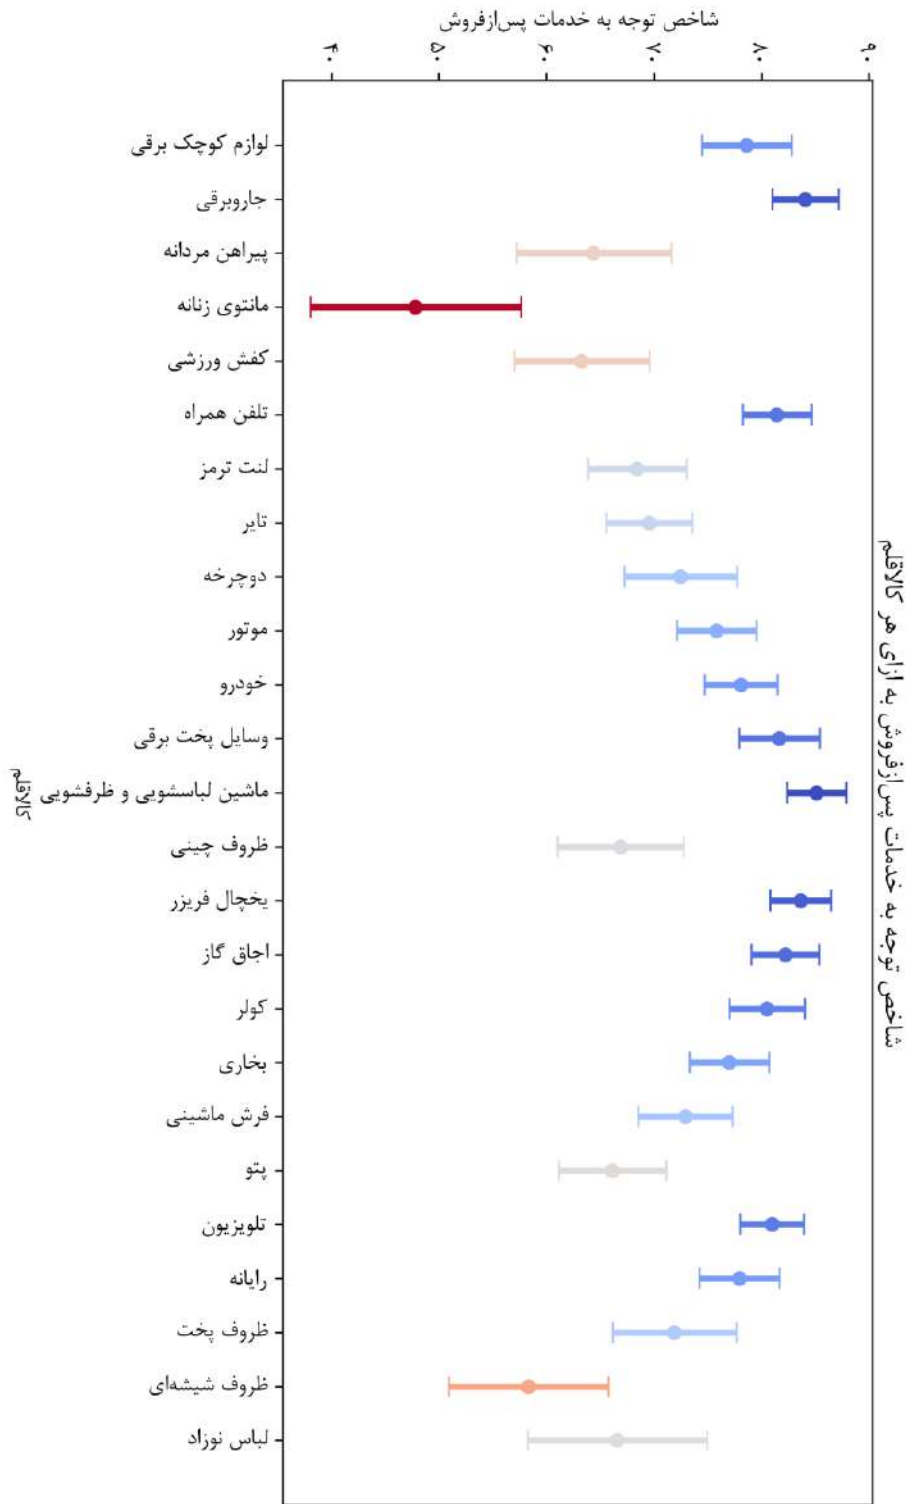 شاخص توجه به خدمات پس‌ازفروش
۴۰ ۵۰ ۶۰ ۷۰ ۸۰ ۹۰
لوازم کوچک برقی
جاروبرقی
پیراهن مردانه
مانتوی زنانه
کفش ورزشی
تلفن همراه
لنت ترمز
تایر
دوچرخه
موتور
خودرو
وسایل پخت برقی
ماشین لباسشویی و ظرفشویی
ظروف چینی
یخچال فریزر
اجاق گاز
کولر
بخاری
فرش ماشینی
پتو
تلویزیون
رایانه
ظروف پخت
ظروف شیشه‌ای
لباس نوزاد
کالاقلم
شاخص توجه به خدمات پس‌ازفروش به ازای هر کالاقلم